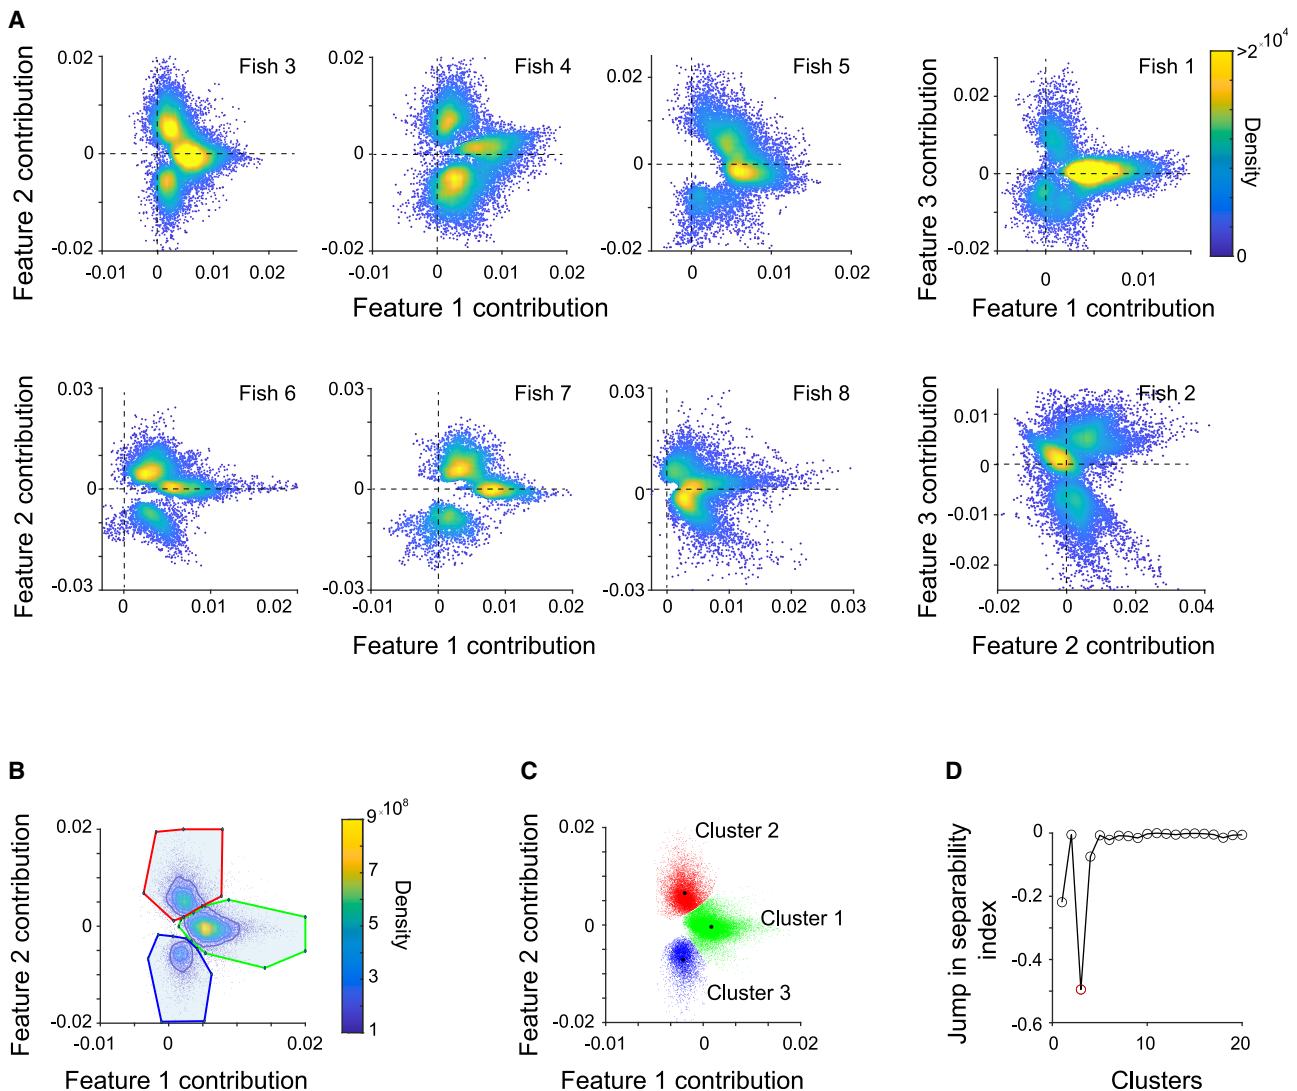 A
Feature 2 contribution
0.02
0
-0.02
Fish 3
-0.01
0
0.01
0.02
0.02
0
-0.02
Fish 4
-0.01
0
0.01
0.02
0.02
0
-0.02
Fish 5
0
0.01
0.02
Feature 1 contribution
Feature 3 contribution
0.02
0
-0.02
Fish 1
0
0.01
Feature 1 contribution
>2×10⁴
Density
0
Feature 2 contribution
0.03
0
-0.03
Fish 6
0
0.01
0.02
0.03
0
-0.03
Fish 7
-0.01
0
0.01
0.02
0.03
0
-0.03
Fish 8
0
0.01
0.02
0.03
Feature 1 contribution
Feature 3 contribution
0.01
0
-0.01
-0.02
Fish 2
-0.02
0
0.02
0.04
Feature 2 contribution
B
Feature 2 contribution
0.02
0
-0.02
-0.01
0
0.02
Feature 1 contribution
9×10⁸
7
5
3
1
Density
C
Feature 2 contribution
0.02
0
-0.02
Cluster 2
Cluster 1
Cluster 3
-0.01
0
0.02
Feature 1 contribution
D
Jump in separability
index
0
-0.2
-0.4
-0.6
0
10
20
Clusters